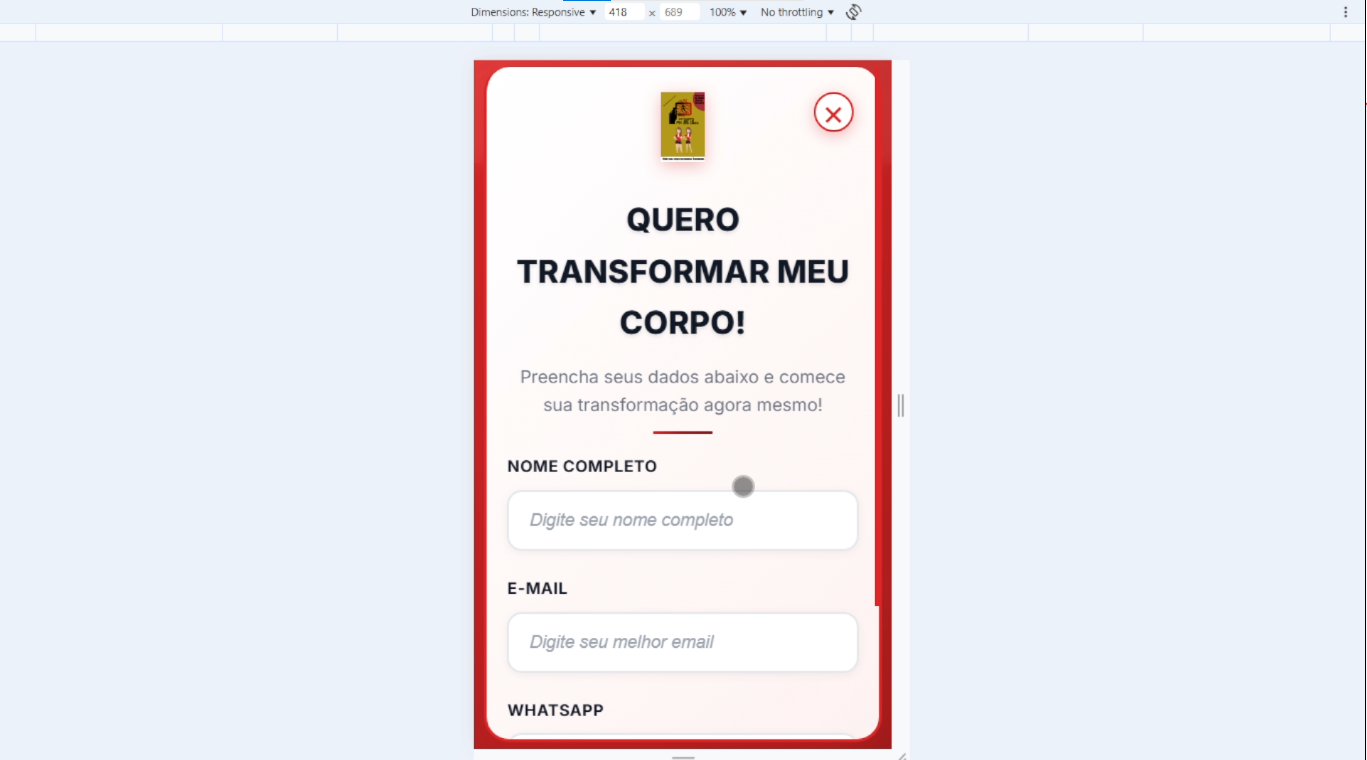 Dimensions: Responsive ▼ 418 × 689 100% ▼ No throttling ▼
QUERO
TRANSFORMAR MEU
CORPO!
Preencha seus dados abaixo e comece
sua transformação agora mesmo!
NOME COMPLETO
Digite seu nome completo
E-MAIL
Digite seu melhor email
WHATSAPP